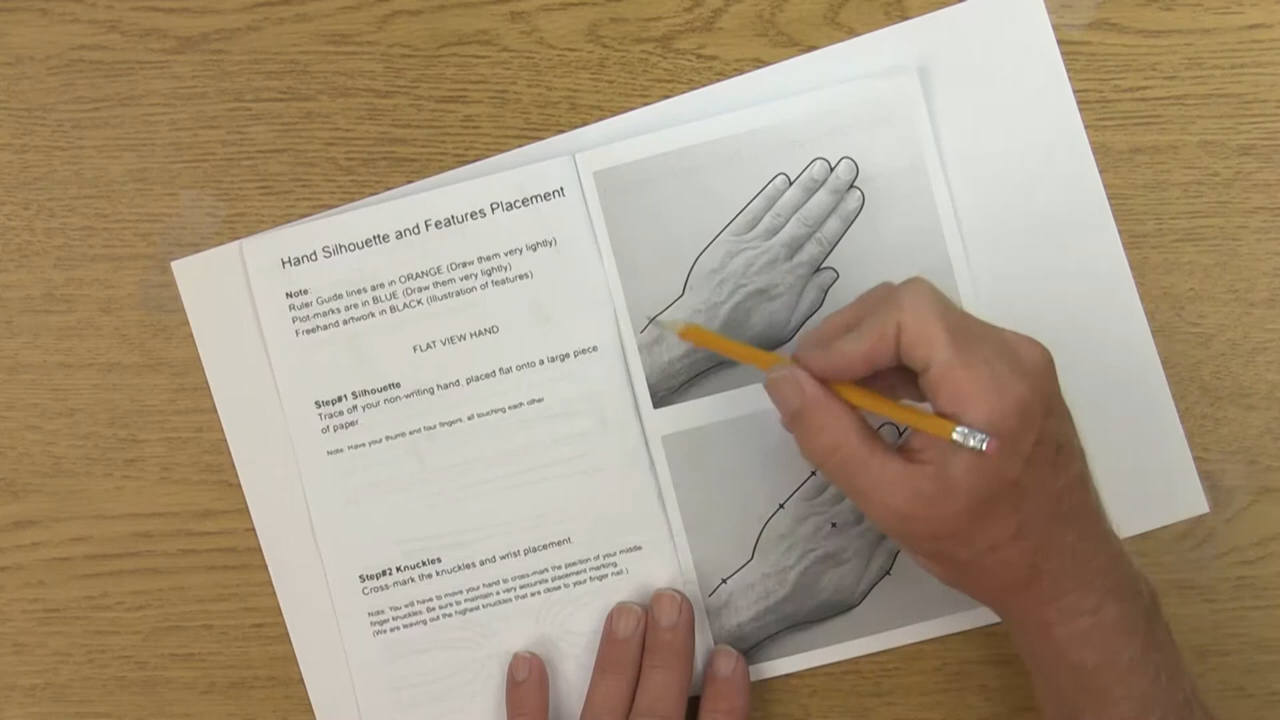 Hand Silhouette and Features Placement
Note:
Ruler Guide lines are in ORANGE (Draw them very lightly)
Plot-marks are in BLUE (Draw them very lightly)
Freehand artwork in BLACK (Illustration of features)
FLAT VIEW HAND
Step#1 Silhouette
Trace off your non-writing hand, placed flat onto a large piece
of paper.
Note: Have your thumb and four fingers, all touching each other
Step#2 Knuckles
Cross-mark the knuckles and wrist placement.
Note: You will have to move your hand to cross-mark the position of your middle
finger knuckles. Be sure to maintain a very accurate placement marking.
(We are leaving out the highest knuckles that are close to your finger nail.)